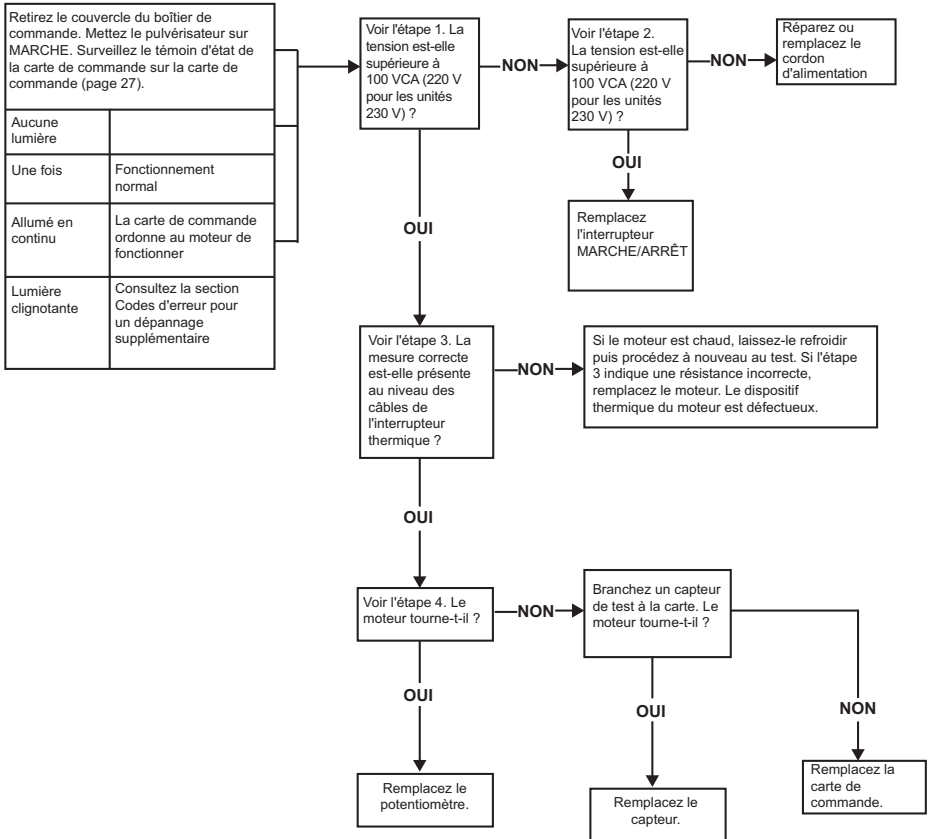 Retirez le couvercle du boîtier de
commande. Mettez le pulvérisateur sur
MARCHE. Surveillez le témoin d'état de
la carte de commande sur la carte de
commande (page 27).
Aucune
lumière
Une fois
Fonctionnement
normal
Allumé en
continu
La carte de commande
ordonne au moteur de
fonctionner
Lumière
clignotante
Consultez la section
Codes d'erreur pour
un dépannage
supplémentaire
Voir l'étape 1. La
tension est-elle
supérieure à
100 VCA (220 V
pour les unités
230 V) ?
NON
Voir l'étape 2.
La tension est-elle
supérieure à
100 VCA (220 V
pour les unités
230 V) ?
NON
Réparez ou
remplacez le
cordon
d'alimentation
OUI
Remplacez
l'interrupteur
MARCHE/ARRÊT
OUI
Voir l'étape 3. La
mesure correcte
est-elle présente
au niveau des
câbles de
l'interrupteur
thermique ?
NON
Si le moteur est chaud, laissez-le refroidir
puis procédez à nouveau au test. Si l'étape
3 indique une résistance incorrecte,
remplacez le moteur. Le dispositif
thermique du moteur est défectueux.
OUI
Voir l'étape 4. Le
moteur tourne-t-il ?
NON
Branchez un capteur
de test à la carte. Le
moteur tourne-t-il ?
OUI
OUI
NON
Remplacez le
potentiomètre.
Remplacez le
capteur.
Remplacez la
carte de
commande.